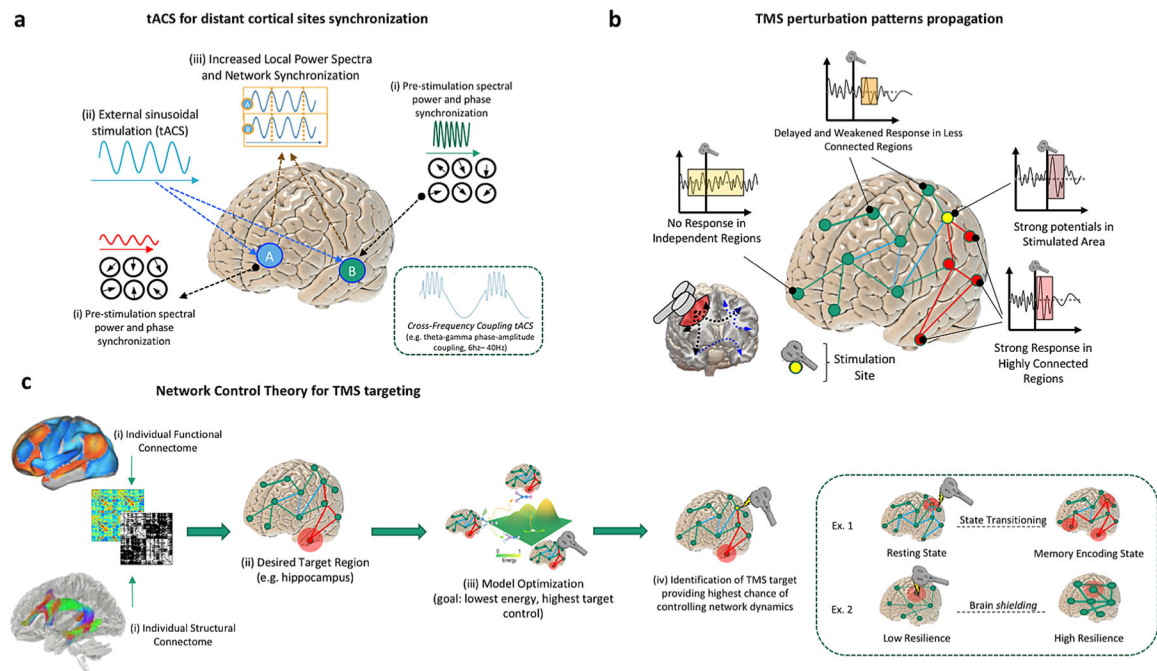 a
tACS for distant cortical sites synchronization
(iii) Increased Local Power Spectra
and Network Synchronization
(i) Pre-stimulation spectral
power and phase
synchronization
(ii) External sinusoidal
stimulation (tACS)
A
B
A
B
(i) Pre-stimulation spectral
power and phase
synchronization
Cross-Frequency Coupling tACS
(e.g. theta-gamma phase-amplitude
coupling, 6hz– 40Hz)
b
TMS perturbation patterns propagation
Delayed and Weakened Response in Less
Connected Regions
No Response in
Independent Regions
Strong potentials in
Stimulated Area
Strong Response in
Highly Connected
Regions
Stimulation
Site
c
Network Control Theory for TMS targeting
(i) Individual Functional
Connectome
(i) Individual Structural
Connectome
(ii) Desired Target Region
(e.g. hippocampus)
0
1
Energy
(iii) Model Optimization
(goal: lowest energy, highest target
control)
(iv) Identification of TMS target
providing highest chance of
controlling network dynamics
Ex. 1
State Transitioning
Resting State
Memory Encoding State
Ex. 2
Brain shielding
Low Resilience
High Resilience